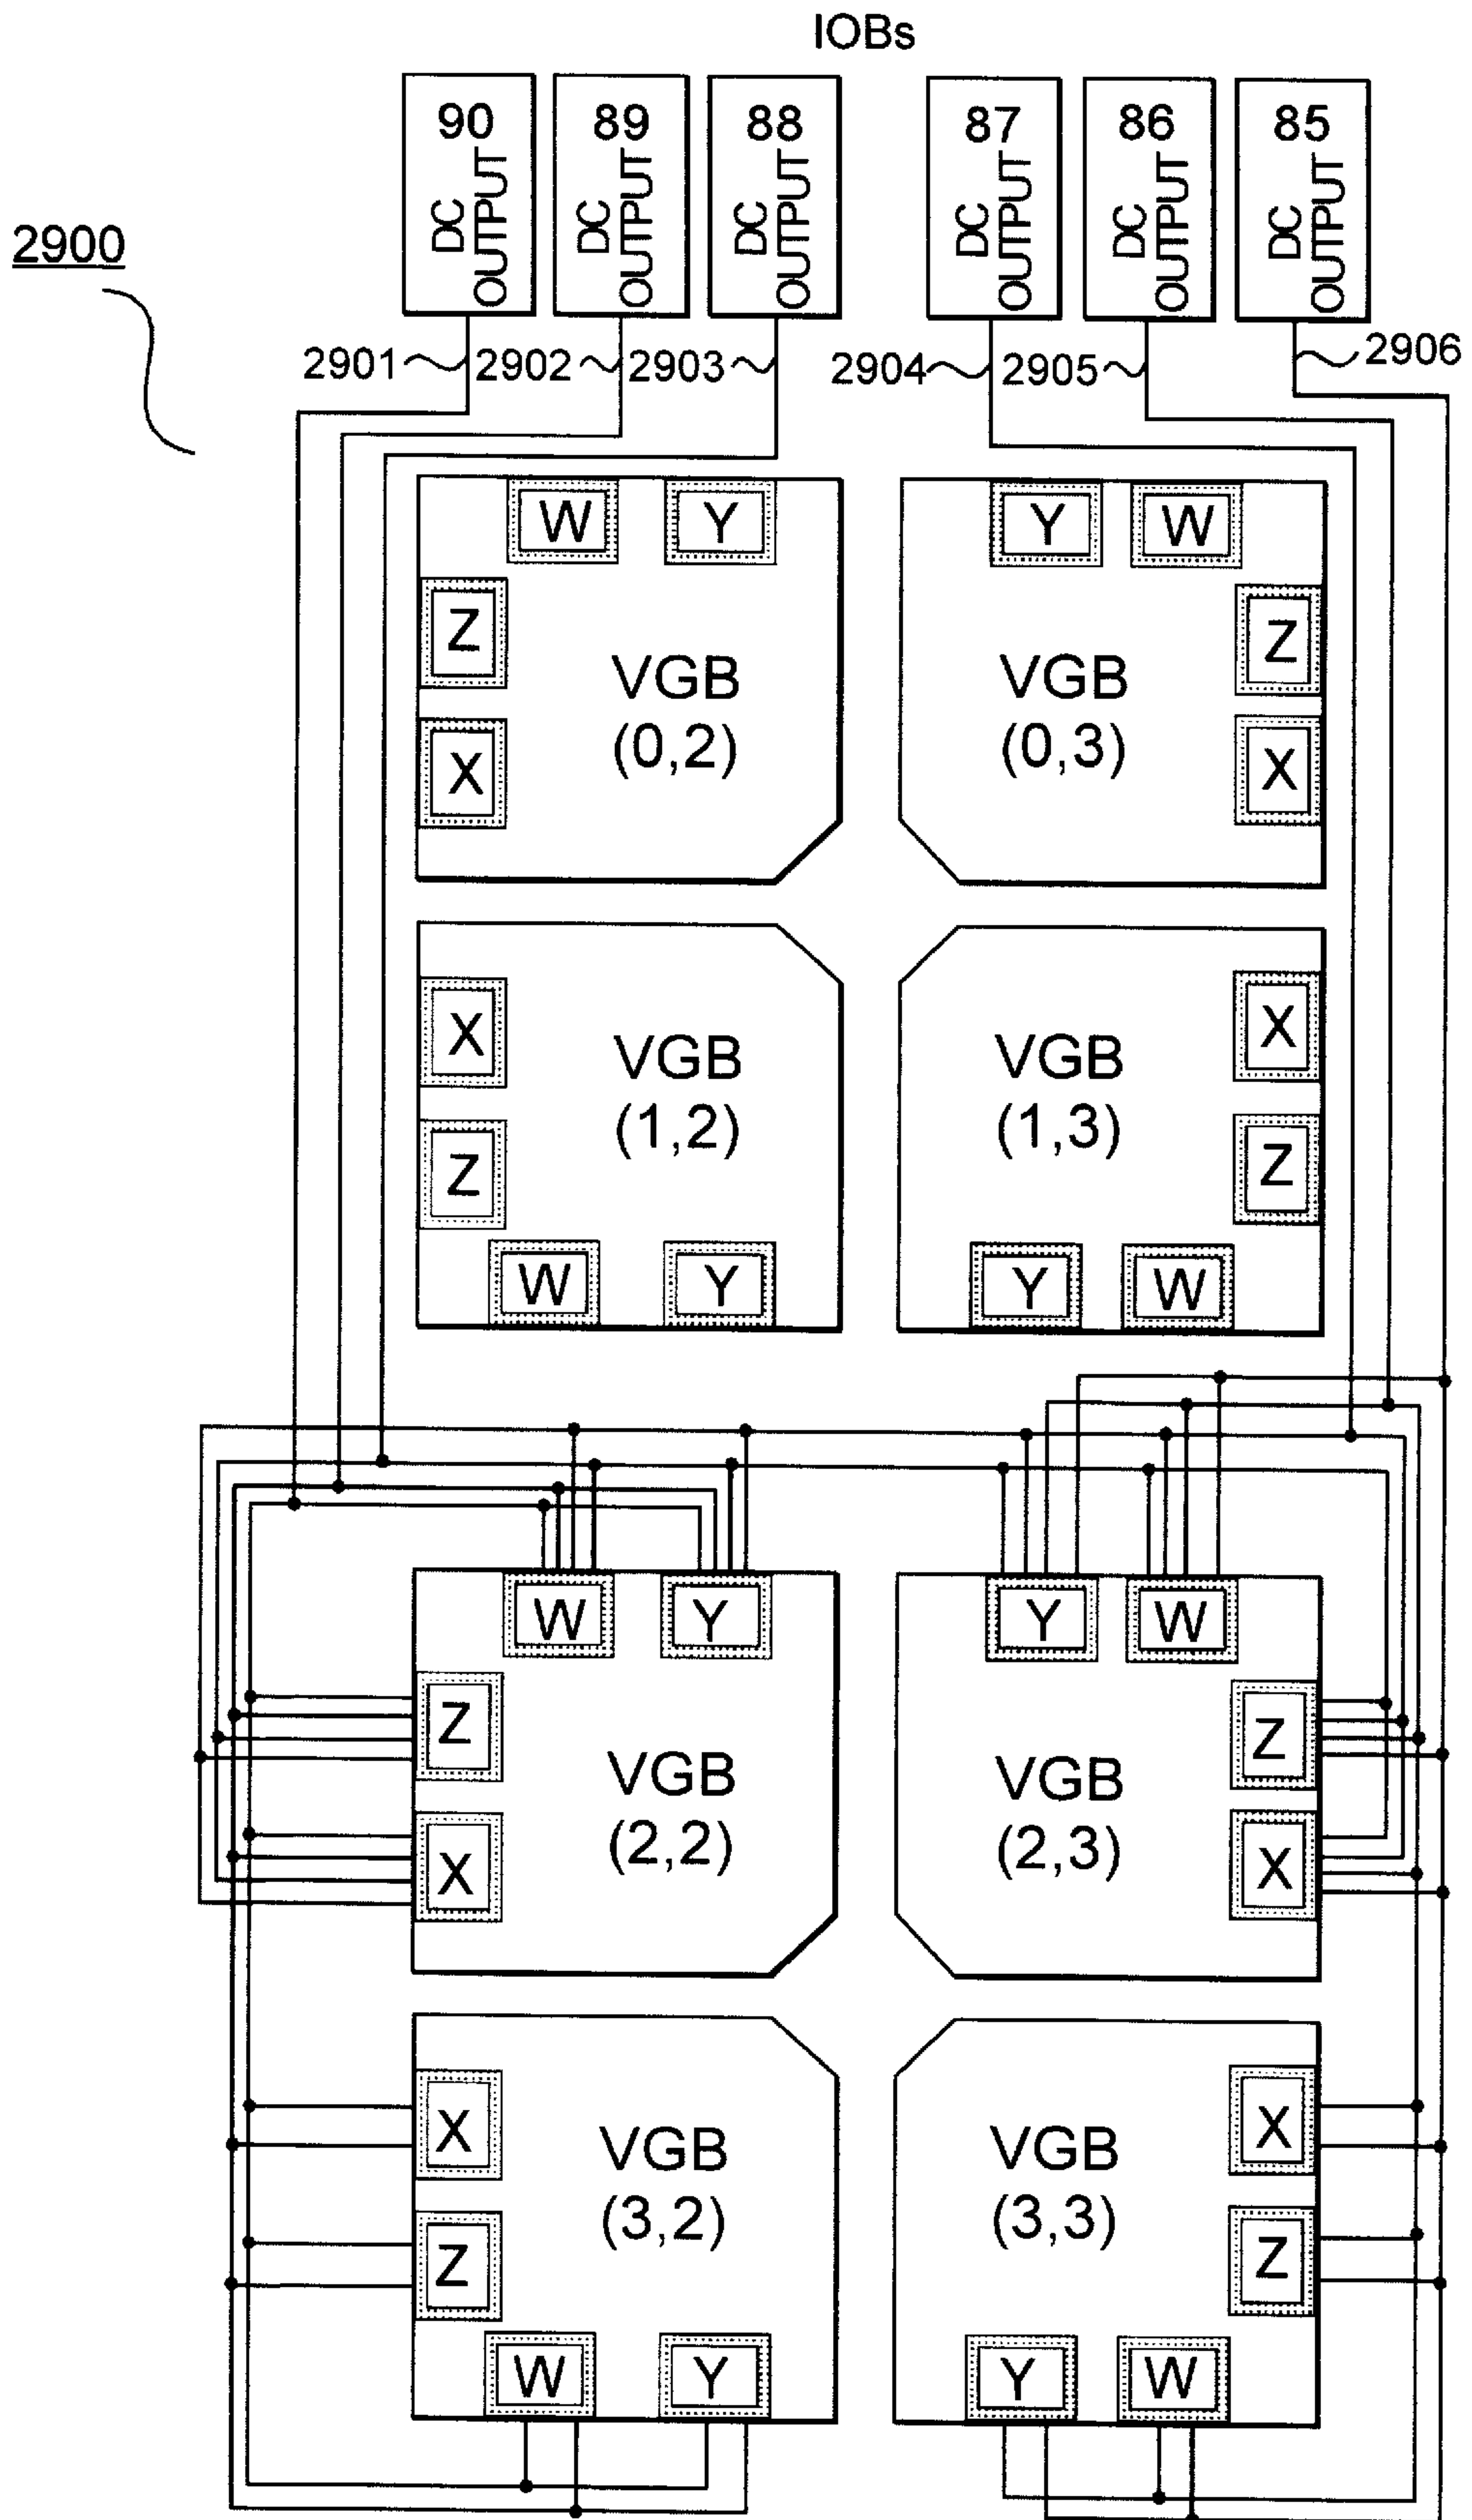 IOBs
90 89 88 87 86 85
DC OUTPUT DC OUTPUT DC OUTPUT DC OUTPUT DC OUTPUT DC OUTPUT
2900
2901 2902 2903 2904 2905 2906
W Y Y W
Z Z
VGB VGB
(0,2) (0,3)
X X
X X
VGB VGB
(1,2) (1,3)
Z Z
W Y Y W
W Y Y W
Z Z
VGB VGB
(2,2) (2,3)
X X
X X
VGB VGB
(3,2) (3,3)
Z Z
W Y Y W